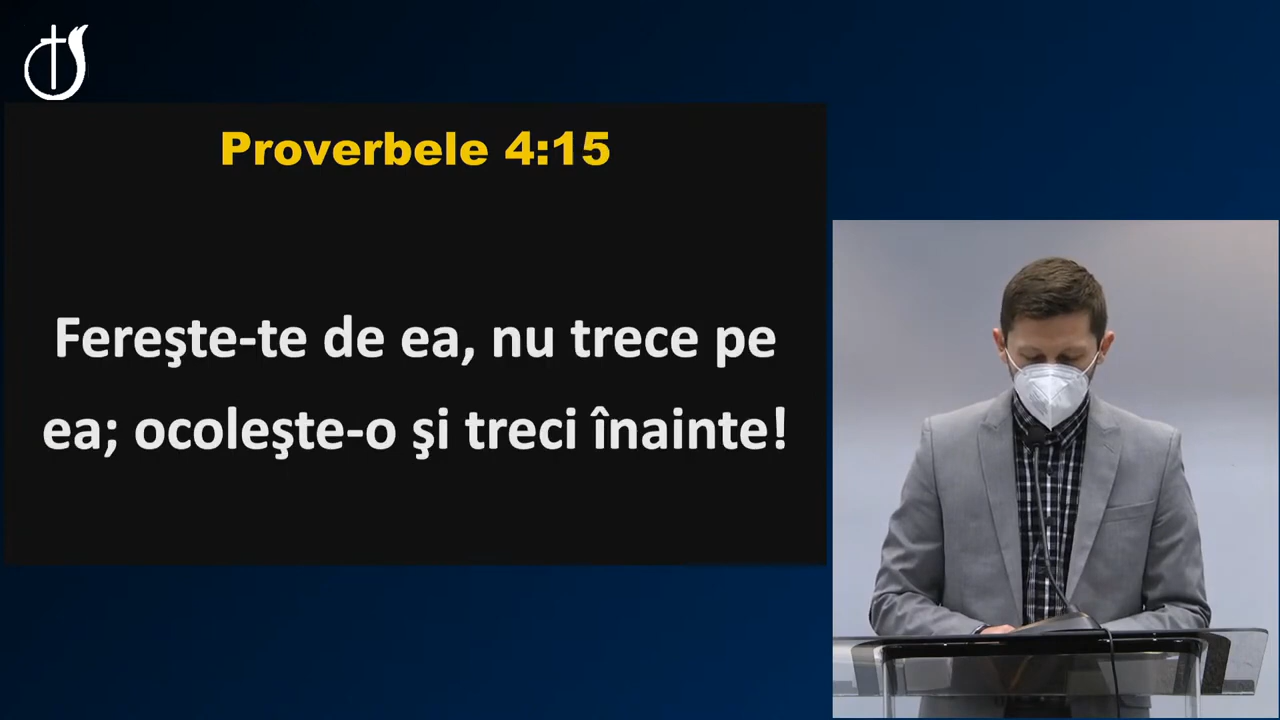 Proverbele 4:15
Fereşte-te de ea, nu trece pe
ea; ocoleşte-o şi treci înainte!